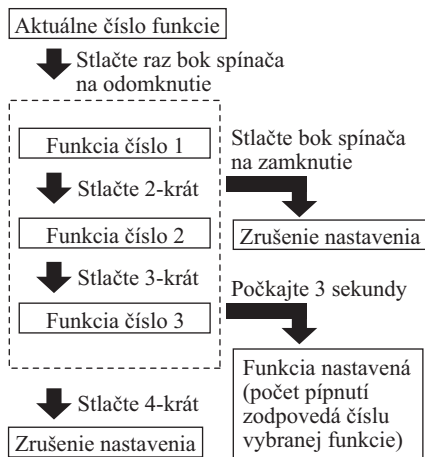 Aktuálne číslo funkcie
Stlačte raz bok spínača
na odomknutie
Funkcia číslo 1
Stlačte 2-krát
Funkcia číslo 2
Stlačte 3-krát
Funkcia číslo 3
Stlačte bok spínača
na zamknutie
Zrušenie nastavenia
Počkajte 3 sekundy
Funkcia nastavená
(počet pípnutí
zodpovedá číslu
vybranej funkcie)
Stlačte 4-krát
Zrušenie nastavenia